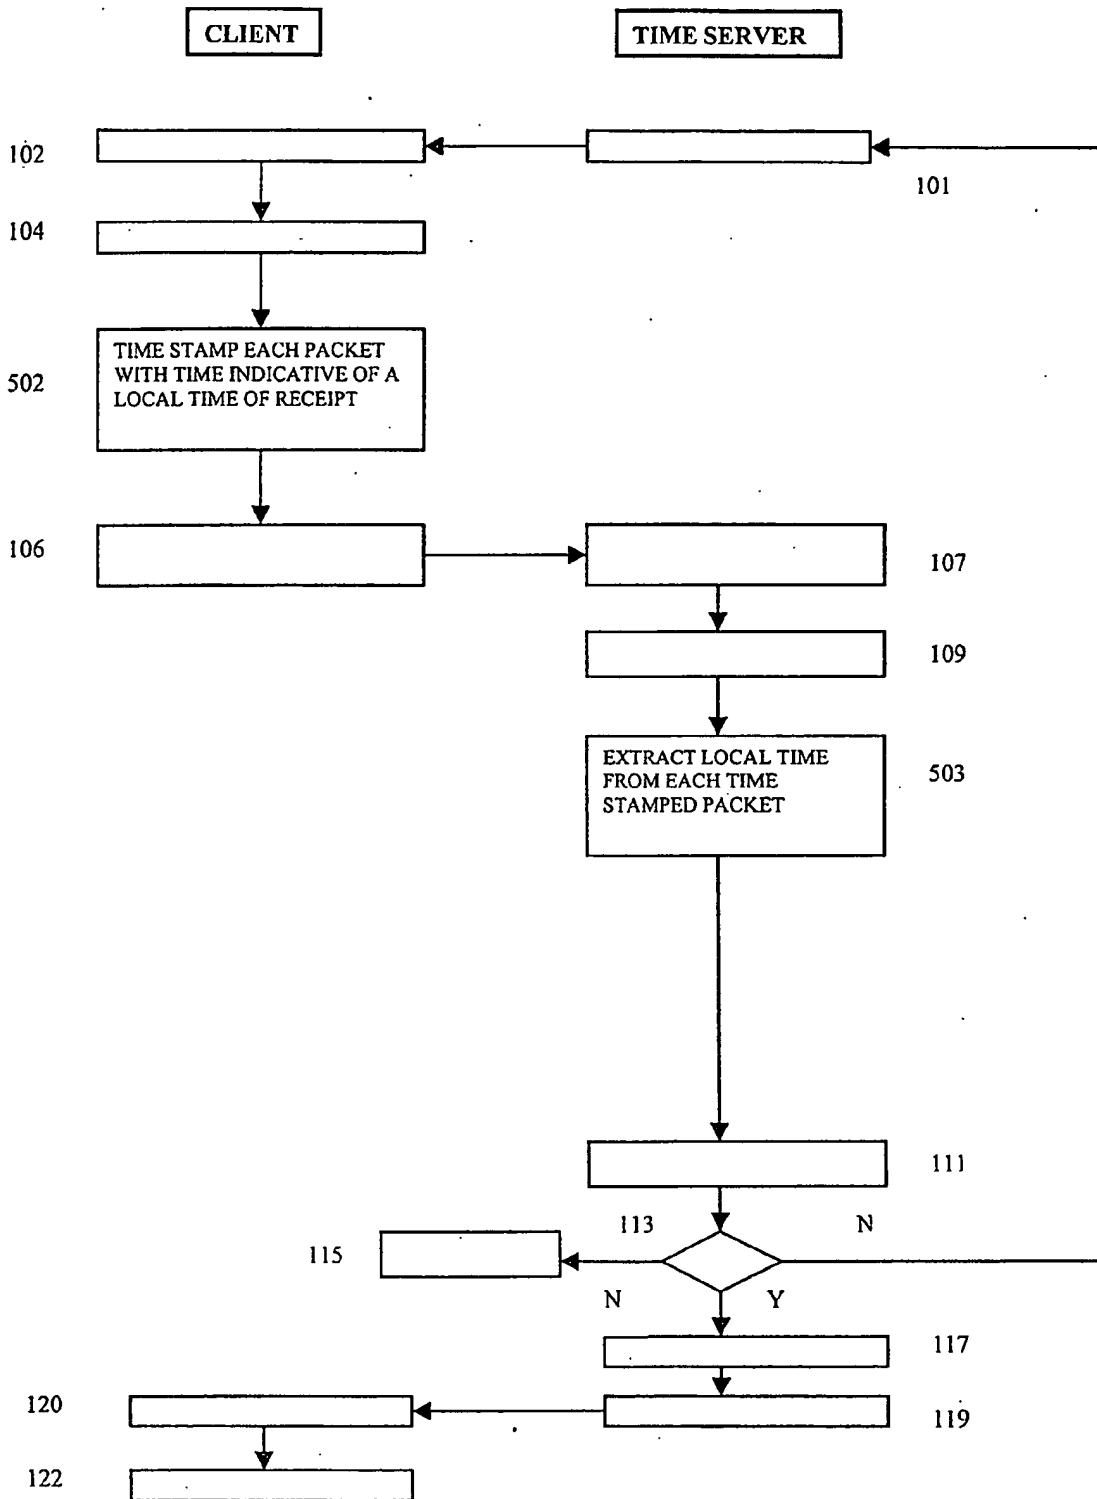 CLIENT
TIME SERVER
102
101
104
TIME STAMP EACH PACKET
WITH TIME INDICATIVE OF A
LOCAL TIME OF RECEIPT
502
106
107
109
EXTRACT LOCAL TIME
FROM EACH TIME
STAMPED PACKET
503
111
113
N
115
N
Y
117
120
119
122